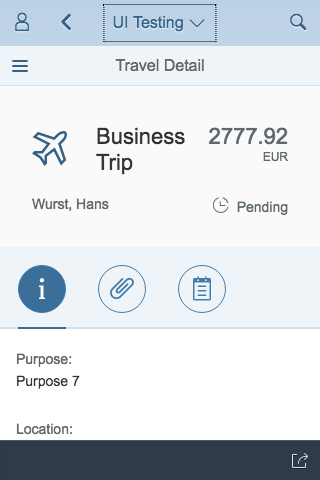 UI Testing
Travel Detail
Business Trip
2777.92
EUR
Wurst, Hans
Pending
Purpose:
Purpose 7
Location: